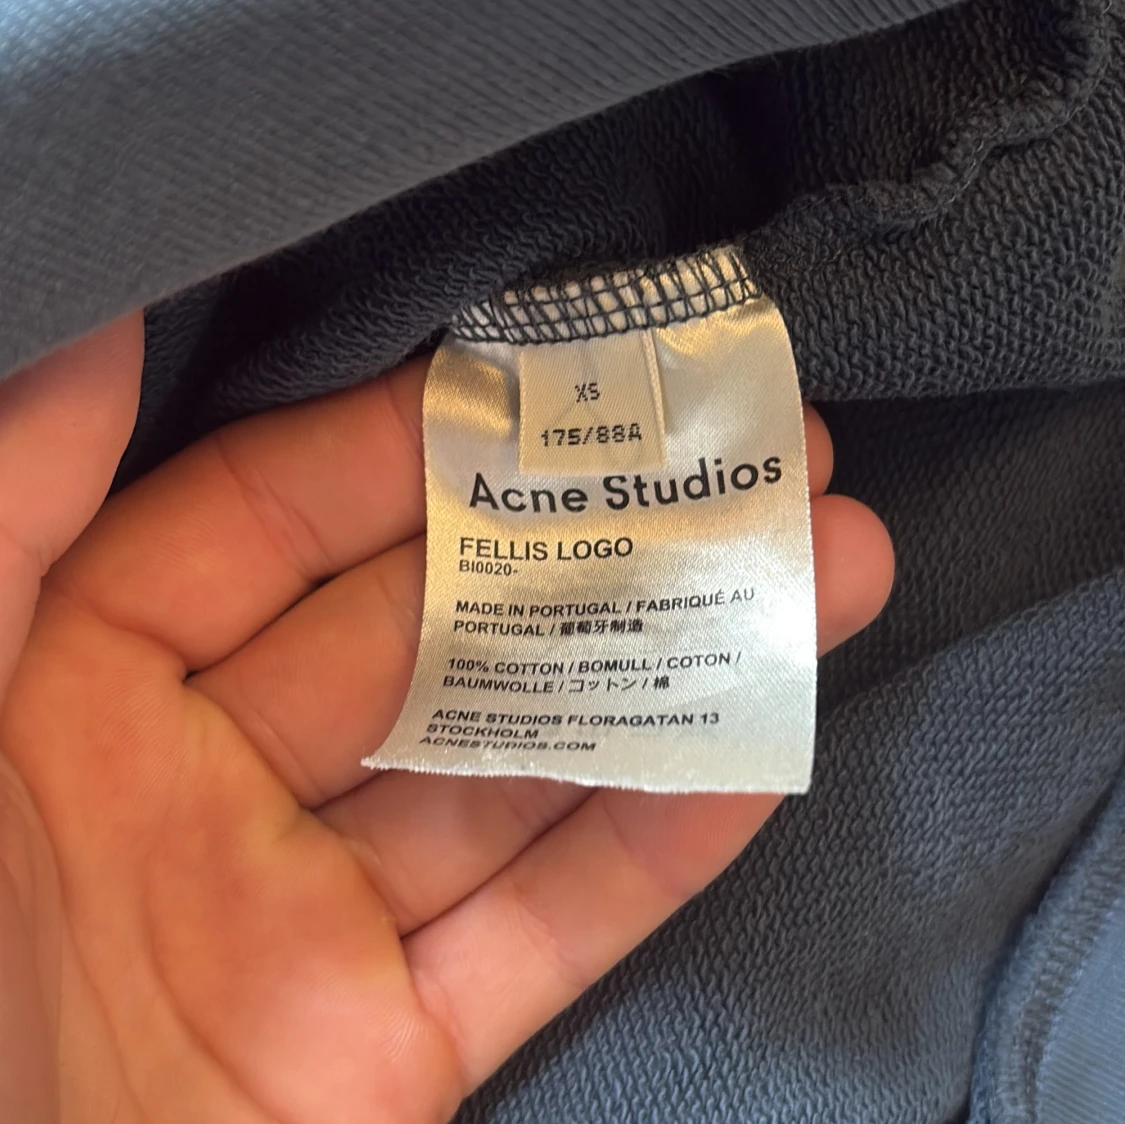 XS
175/88A
Acne Studios
FELLIS LOGO
BI0020-
MADE IN PORTUGAL / FABRIQUÉ AU
PORTUGAL / 葡萄牙制造
100% COTTON / BOMULL / COTON /
BAUMWOLLE / コットン / 棉
ACNE STUDIOS FLORAGATAN 13
STOCKHOLM
ACNESTUDIOS.COM